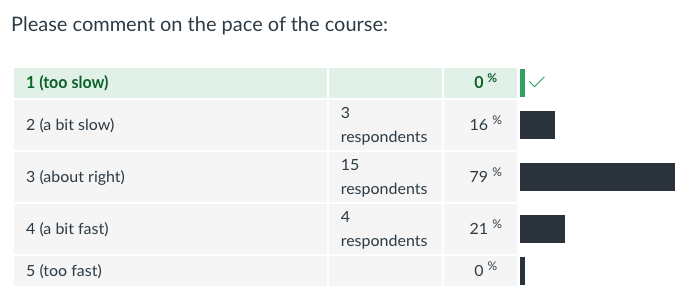 Please comment on the pace of the course:
1 (too slow) 0 %
2 (a bit slow) 3 respondents 16 %
3 (about right) 15 respondents 79 %
4 (a bit fast) 4 respondents 21 %
5 (too fast) 0 %